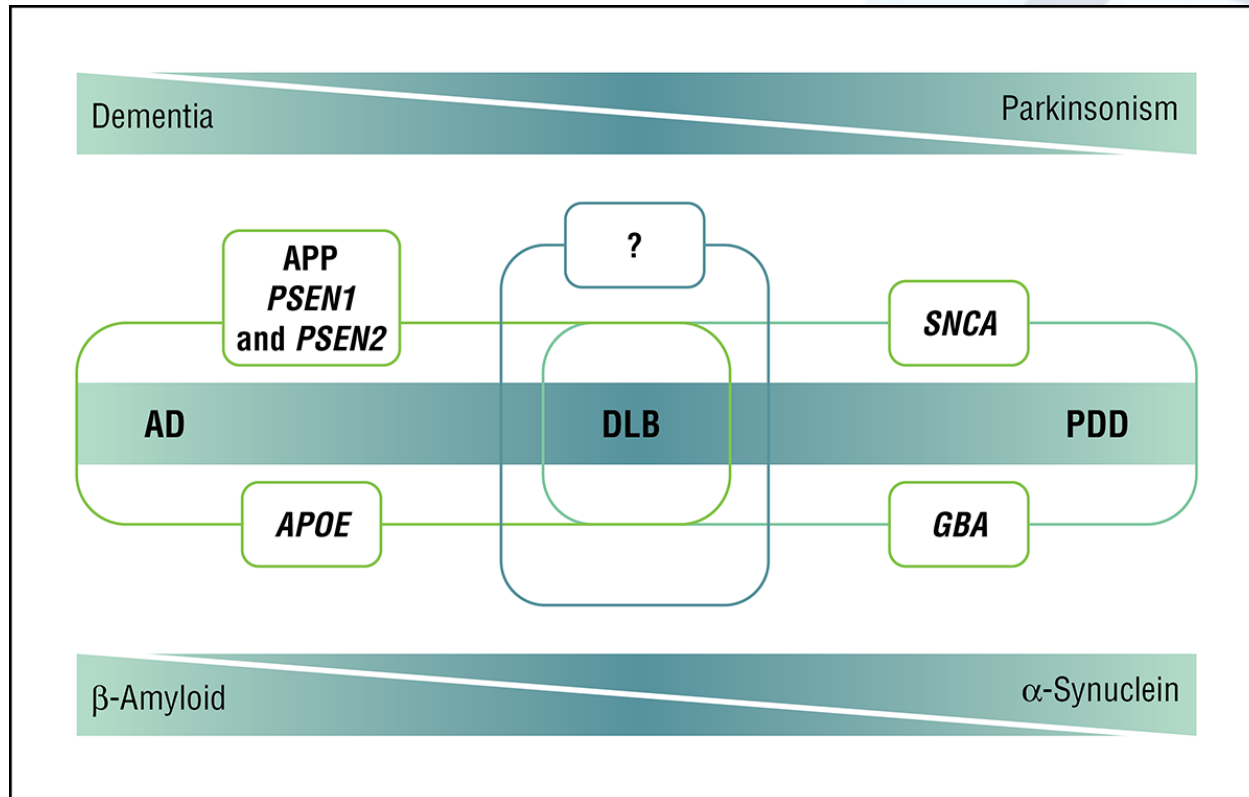 Dementia
Parkinsonism
?
APP
PSEN1
and PSEN2
SNCA
AD
DLB
PDD
APOE
GBA
β-Amyloid
α-Synuclein